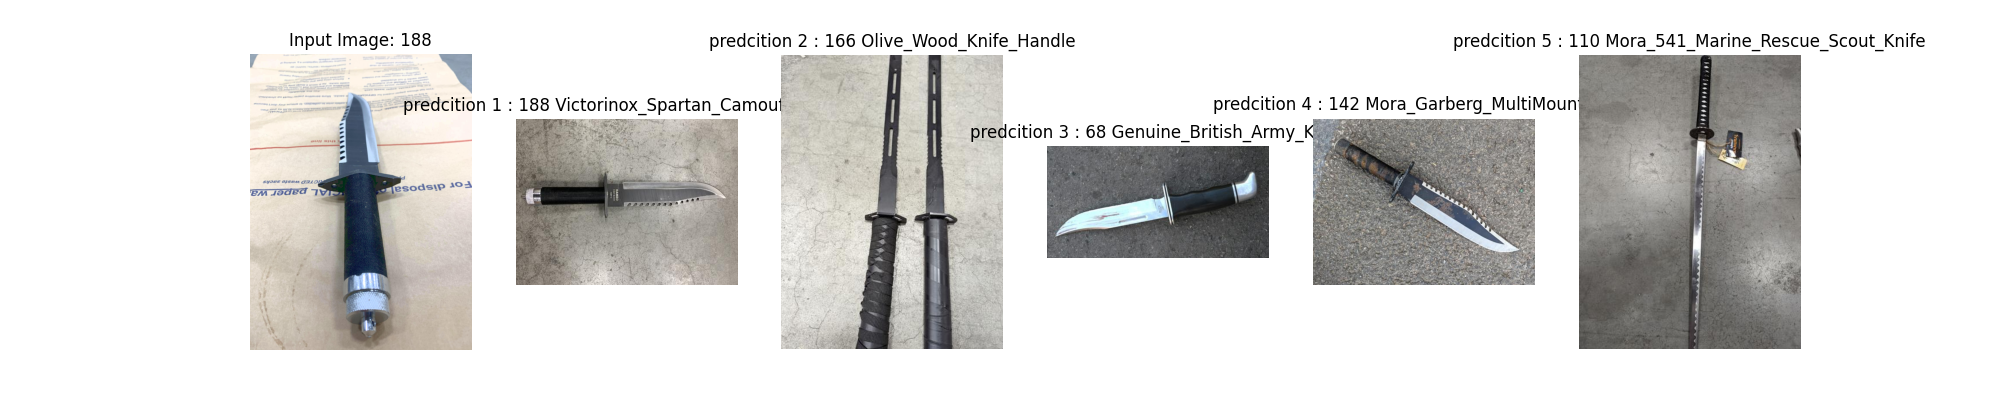 Input Image: 188
predcition 1 : 188 Victorinox_Spartan_Camouf
predcition 2 : 166 Olive_Wood_Knife_Handle
predcition 3 : 68 Genuine_British_Army_K
predcition 4 : 142 Mora_Garberg_MultiMount
predcition 5 : 110 Mora_541_Marine_Rescue_Scout_Knife
For disposal
paper